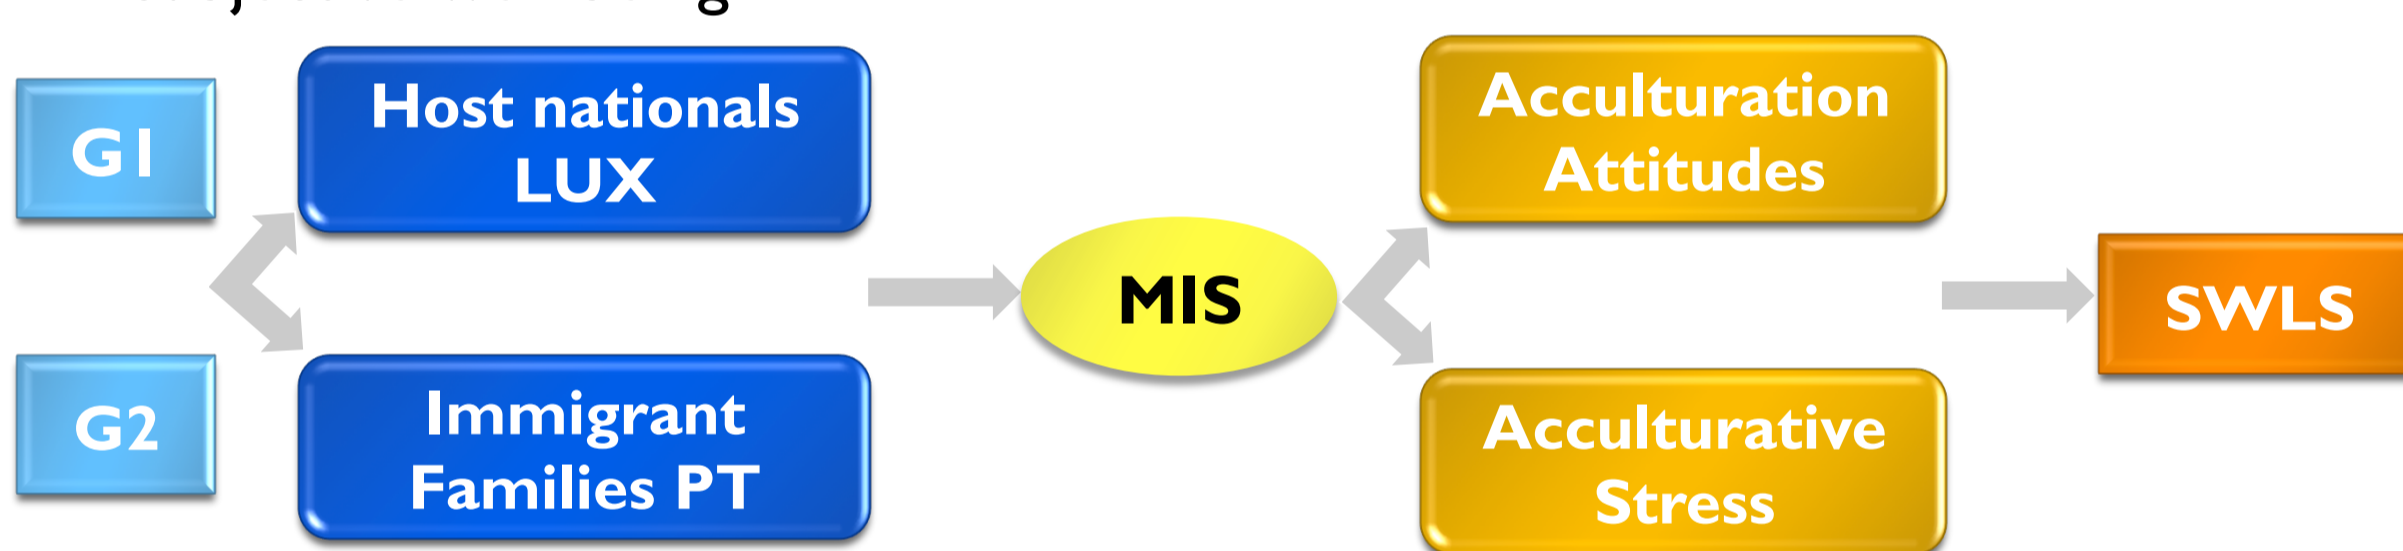 G1
Host nationals
LUX
G2
Immigrant
Families PT
MIS
Acculturation
Attitudes
Acculturative
Stress
SWLS